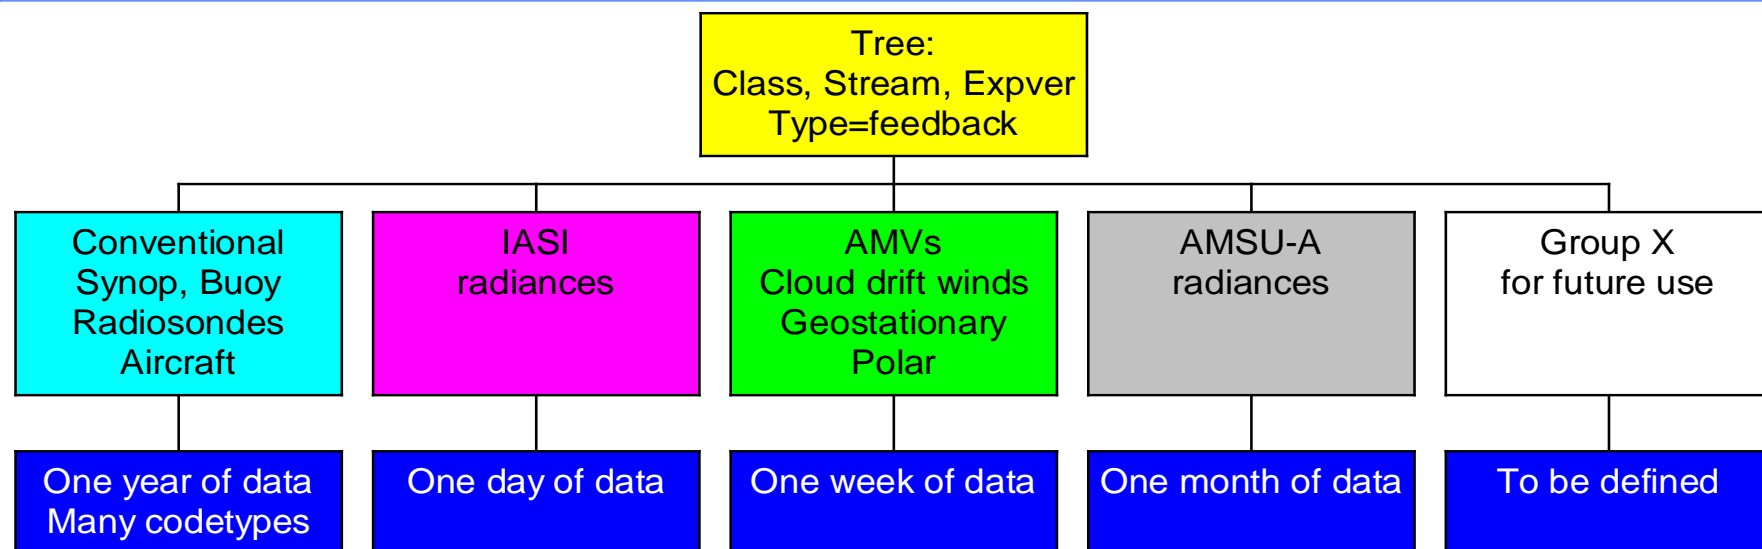 Tree:
Class, Stream, Expver
Type=feedback
Conventional
Synop, Buoy
Radiosondes
Aircraft
IASI
radiances
AMVs
Cloud drift winds
Geostationary
Polar
AMSU-A
radiances
Group X
for future use
One year of data
Many codetypes
One day of data
One week of data
One month of data
To be defined